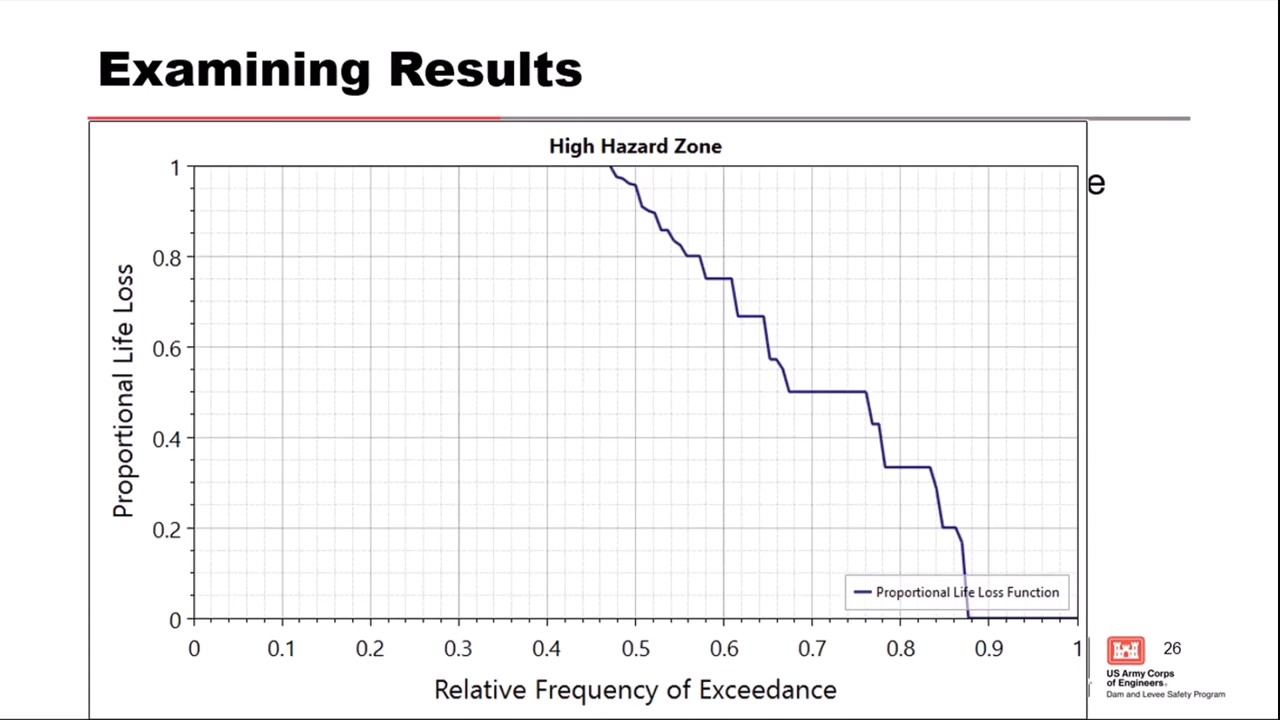 Examining Results
High Hazard Zone
e
1
0.8
0.6
0.4
0.2
0
Proportional Life Loss
Proportional Life Loss Function
0 0.1 0.2 0.3 0.4 0.5 0.6 0.7 0.8 0.9 1
Relative Frequency of Exceedance
26
US Army Corps
of Engineers®
Dam and Levee Safety Program